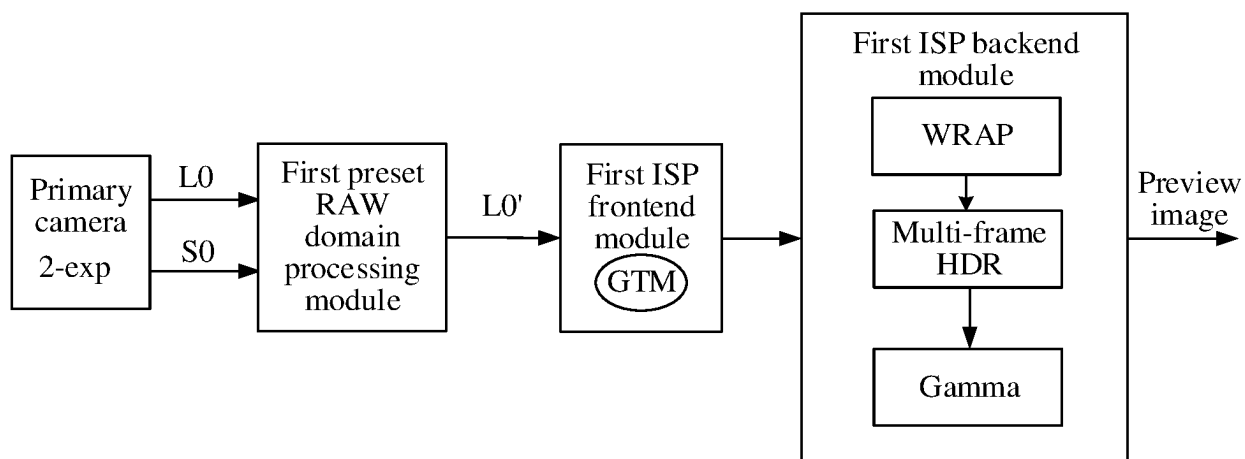 Primary
camera
2-exp
L0
S0
First preset
RAW
domain
processing
module
L0'
First ISP
frontend
module
GTM
First ISP backend
module
WRAP
Multi-frame
HDR
Gamma
Preview
image